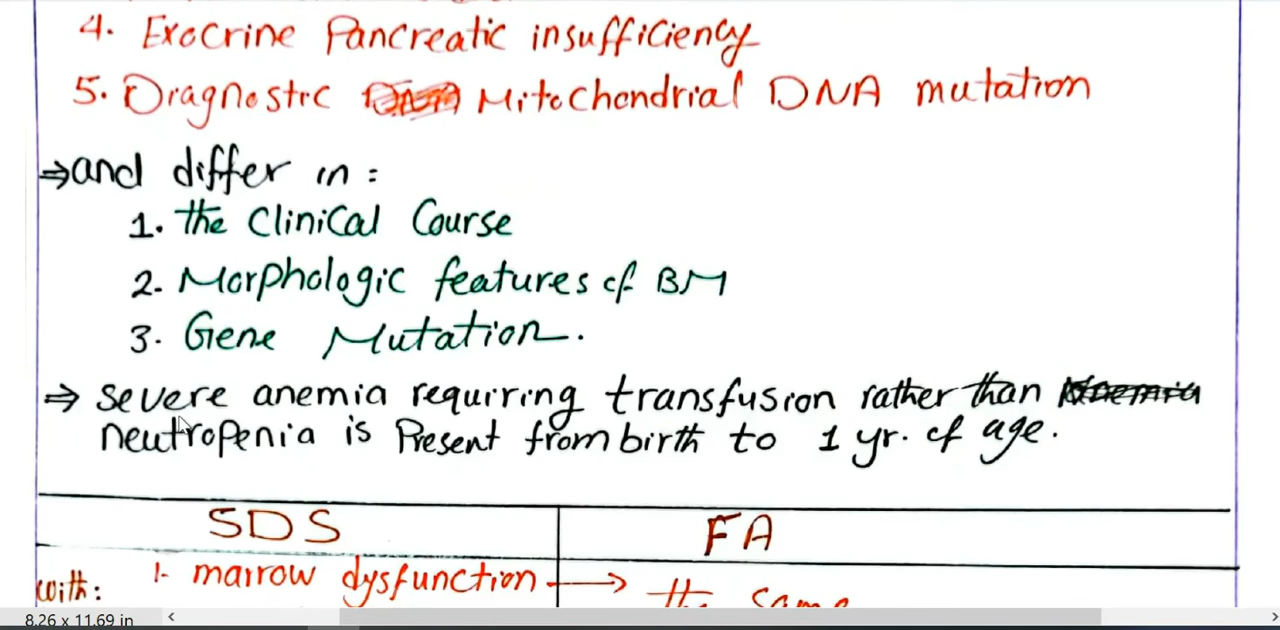 4. Exocrine Pancreatic insufficiency
5. Diagnostic Mitochondrial DNA mutation
⇒ and differ in :
1. the Clinical Course
2. Morphologic features of BM
3. Gene Mutation.
⇒ severe anemia requiring transfusion rather than
neutropenia is Present from birth to 1 yr. of age.
SDS FA
with: 1- marrow dysfunction → the same
8.26 x 11.69 in